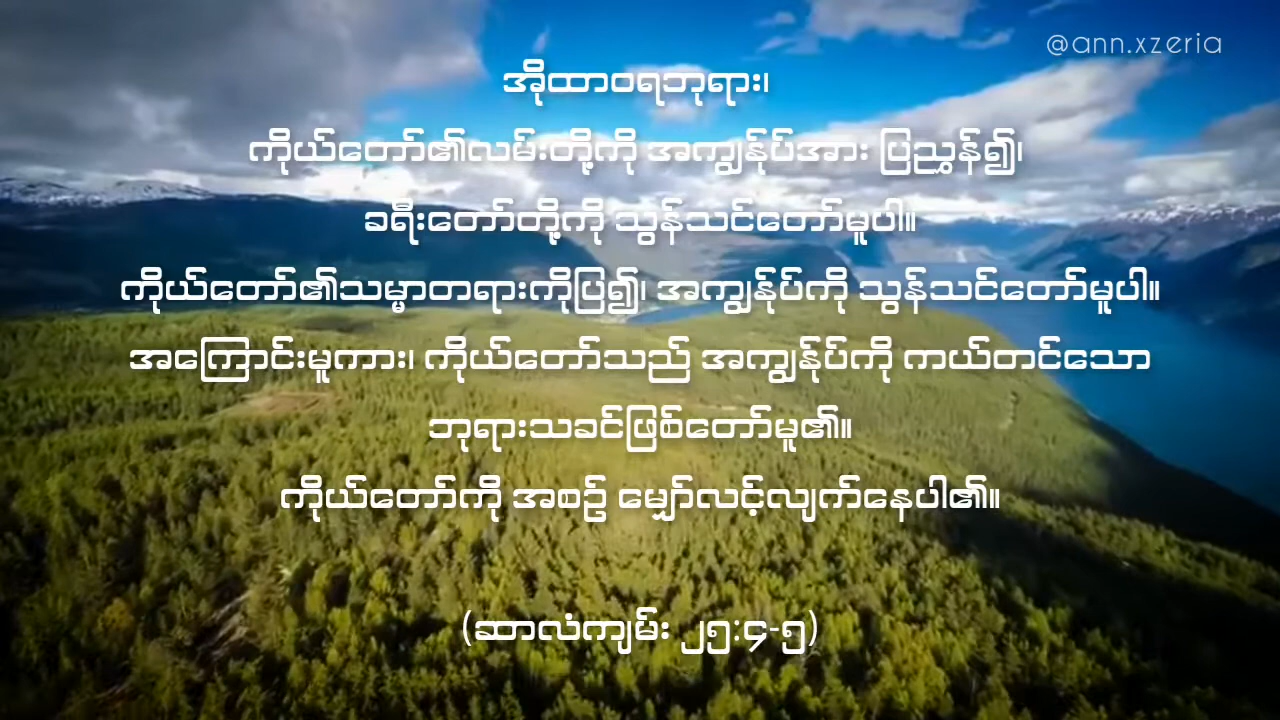 @ann.xzeria
အိုထာဝရဘုရား၊
ကိုယ်တော်၏လမ်းတို့ကို အကျွန်ုပ်အား ပြညွှန်၍၊
ခရီးတော်တို့ကို သွန်သင်တော်မူပါ။
ကိုယ်တော်၏သမ္မာတရားကိုပြ၍၊ အကျွန်ုပ်ကို သွန်သင်တော်မူပါ။
အကြောင်းမူကား၊ ကိုယ်တော်သည် အကျွန်ုပ်ကို ကယ်တင်သော
ဘုရားသခင်ဖြစ်တော်မူ၏။
ကိုယ်တော်ကို အစဉ် မျှော်လင့်လျက်နေပါ၏။
(ဆာလံကျမ်း ၂၅:၄-၅)